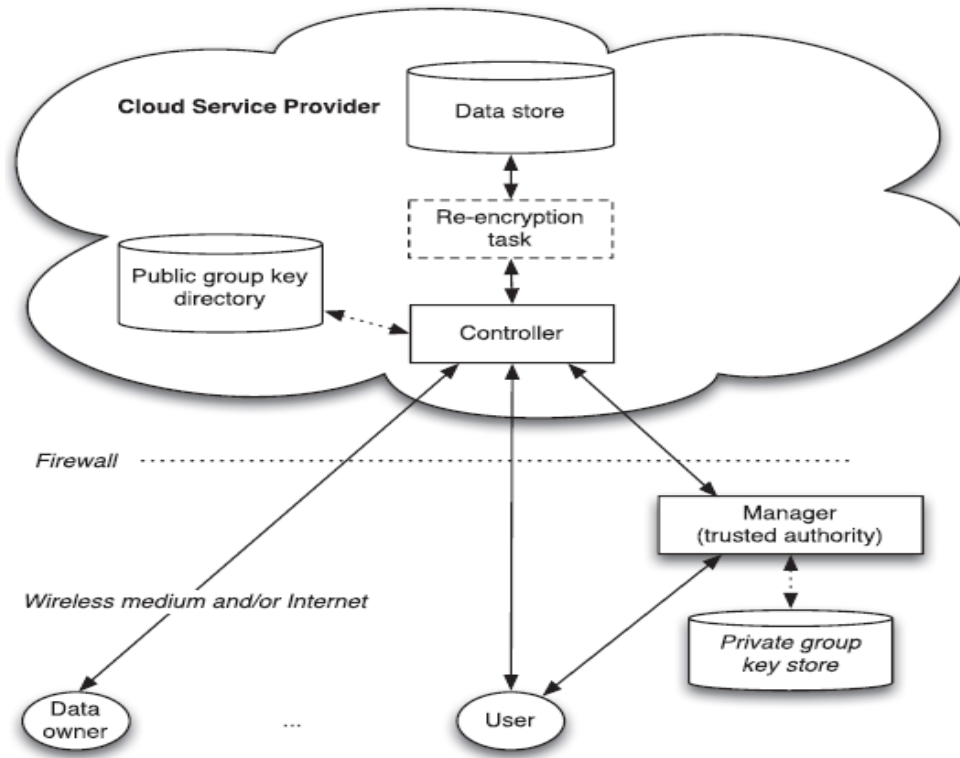 Cloud Service Provider
Data store
Re-encryption
task
Public group key
directory
Controller
Firewall
Manager
(trusted authority)
Wireless medium and/or Internet
Private group
key store
Data
owner
...
User